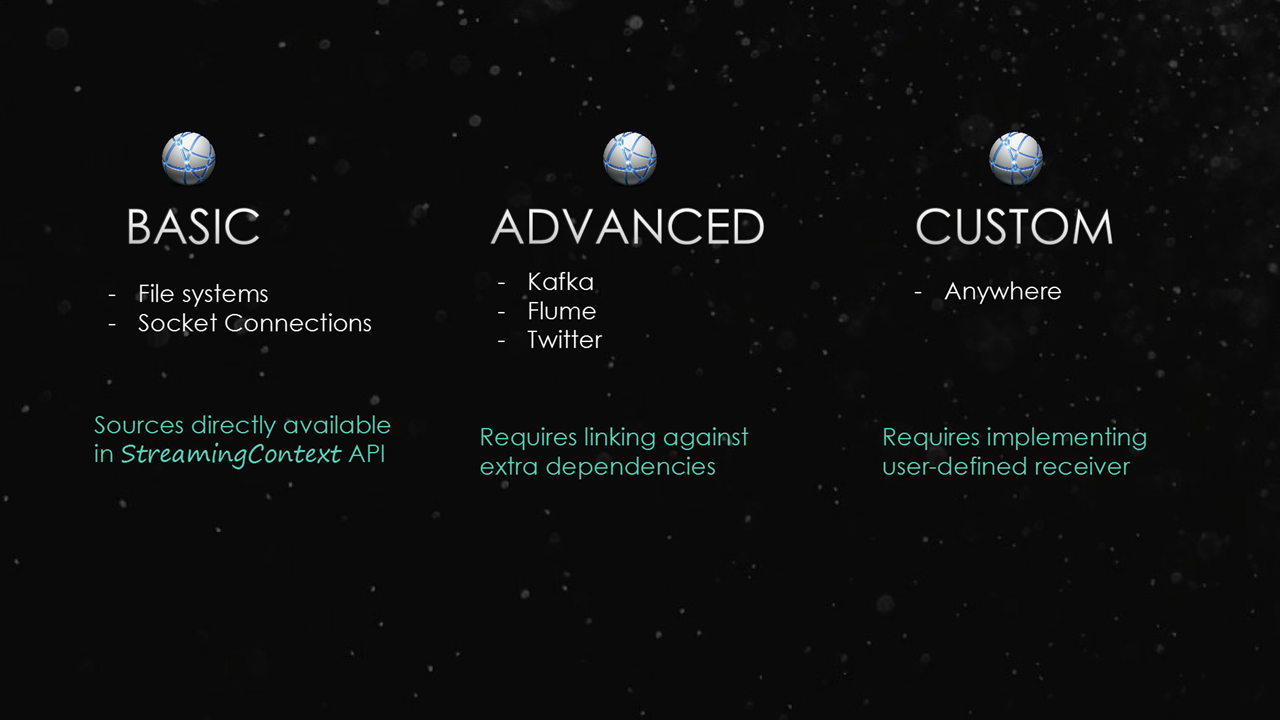 BASIC
- File systems
- Socket Connections
Sources directly available
in StreamingContext API
ADVANCED
- Kafka
- Flume
- Twitter
Requires linking against
extra dependencies
CUSTOM
- Anywhere
Requires implementing
user-defined receiver